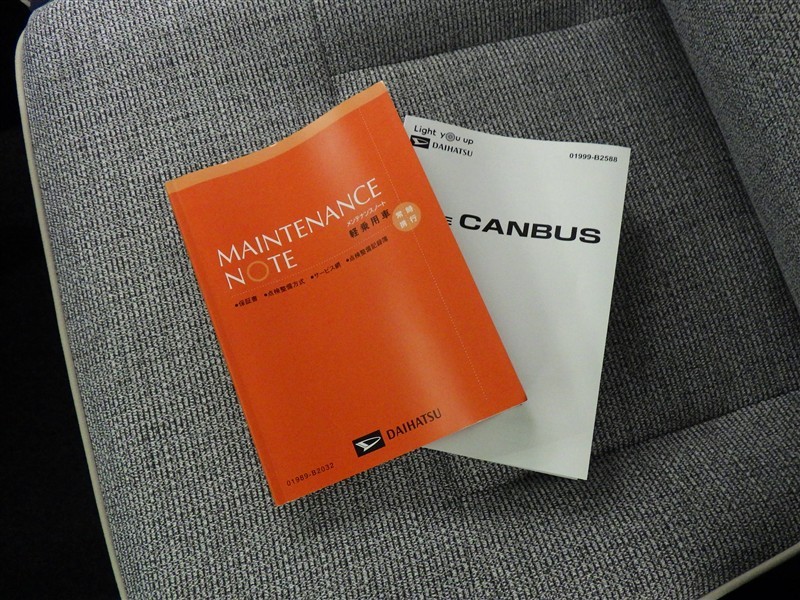 MAINTENANCE
メンテナンスノート
NOTE
軽乗用車
常時
携行
●保証書 ●点検整備方式 ●サービス網 ●点検整備記録簿
DAIHATSU
01989-B2032
Light you up
DAIHATSU
01999-B2588
E CANBUS